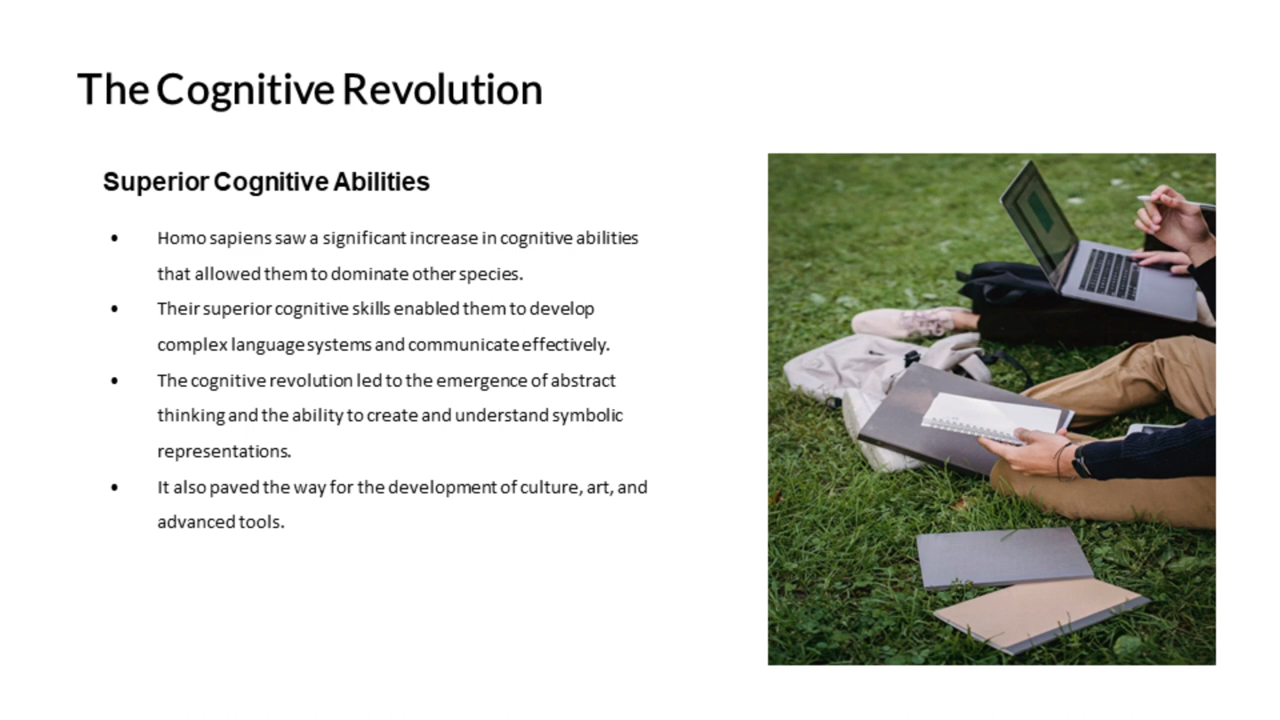 The Cognitive Revolution
Superior Cognitive Abilities
• Homo sapiens saw a significant increase in cognitive abilities
that allowed them to dominate other species.
• Their superior cognitive skills enabled them to develop
complex language systems and communicate effectively.
• The cognitive revolution led to the emergence of abstract
thinking and the ability to create and understand symbolic
representations.
• It also paved the way for the development of culture, art, and
advanced tools.